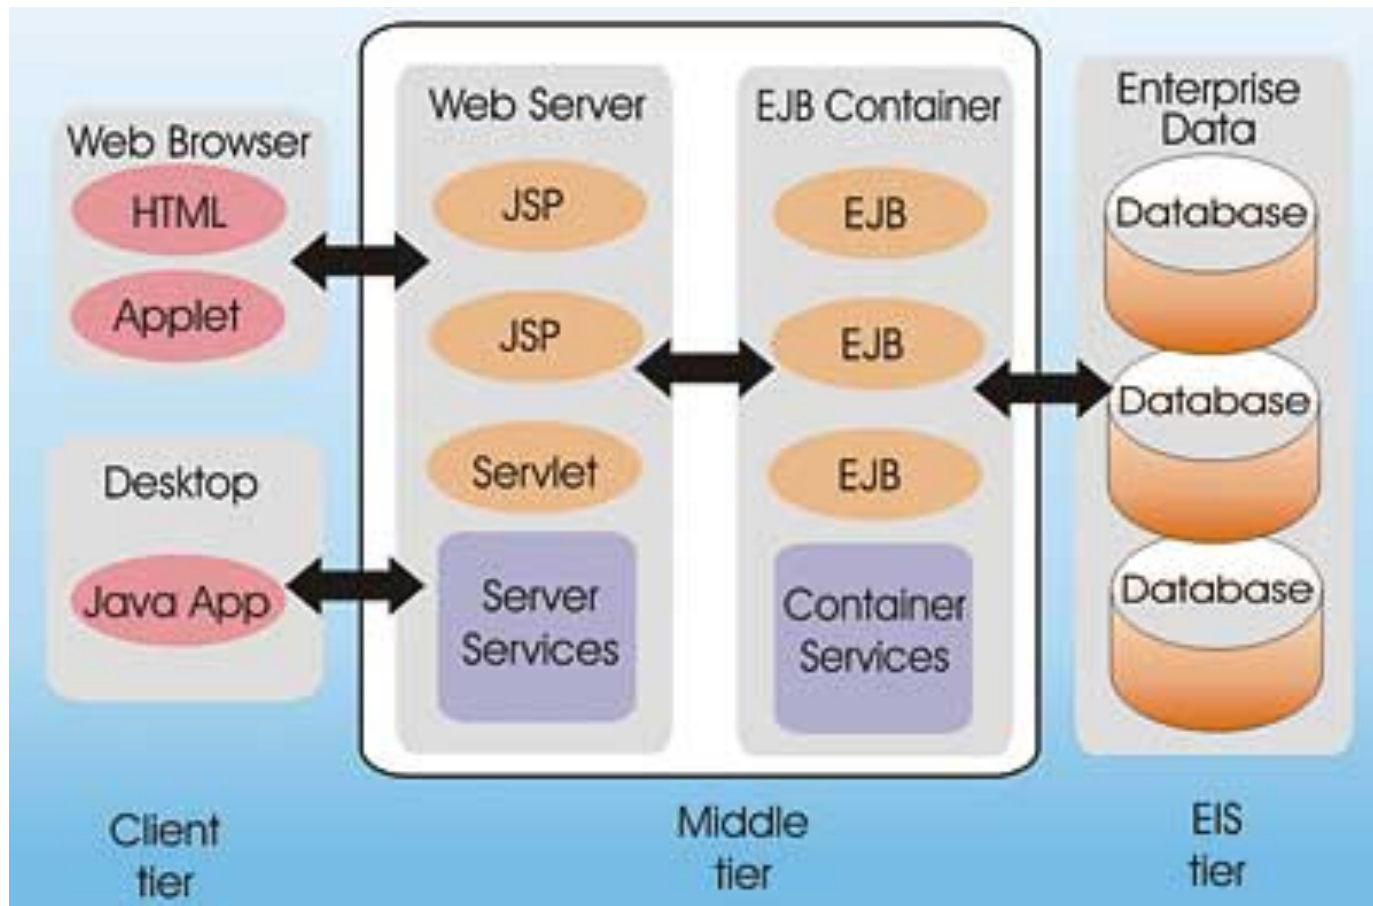 Web Browser
HTML
Applet
Desktop
Java App
Client
tier
Web Server
JSP
JSP
Servlet
Server
Services
EJB Container
EJB
EJB
EJB
Container
Services
Middle
tier
Enterprise
Data
Database
Database
Database
EIS
tier